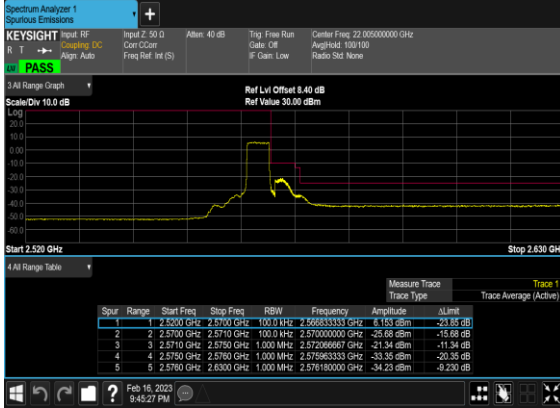 Spectrum Analyzer 1
Spurious Emissions
KEYSIGHT Input: RF Input Z: 50 Ω Atten: 40 dB Trig: Free Run Center Freq: 22.005000000 GHz
R T Coupling: DC Corr CCorr Gate: Off Avg|Hold: 100/100
Align: Auto Freq Ref: Int (S) IF Gain: Low Radio Std: None
PASS
3 All Range Graph
Ref Lvl Offset 8.40 dB
Scale/Div 10.0 dB Ref Value 30.00 dBm
Log
20.0
10.0
0.00
-10.0
-20.0
-30.0
-40.0
-50.0
-60.0
Start 2.520 GHz Stop 2.630 GH
4 All Range Table
Measure Trace Trace 1
Trace Type Trace Average (Active)
Spur Range Start Freq Stop Freq RBW Frequency Amplitude ΔLimit
1 1 2.5200 GHz 2.5700 GHz 100.0 kHz 2.566833333 GHz 6.153 dBm -23.85 dB
2 2 2.5700 GHz 2.5710 GHz 100.0 kHz 2.570000000 GHz -25.68 dBm -15.68 dB
3 3 2.5710 GHz 2.5750 GHz 1.000 MHz 2.572066667 GHz -21.34 dBm -11.34 dB
4 4 2.5750 GHz 2.5760 GHz 1.000 MHz 2.575963333 GHz -33.35 dBm -20.35 dB
5 5 2.5760 GHz 2.6300 GHz 1.000 MHz 2.576180000 GHz -34.23 dBm -9.230 dB
Feb 16, 2023
9:45:27 PM